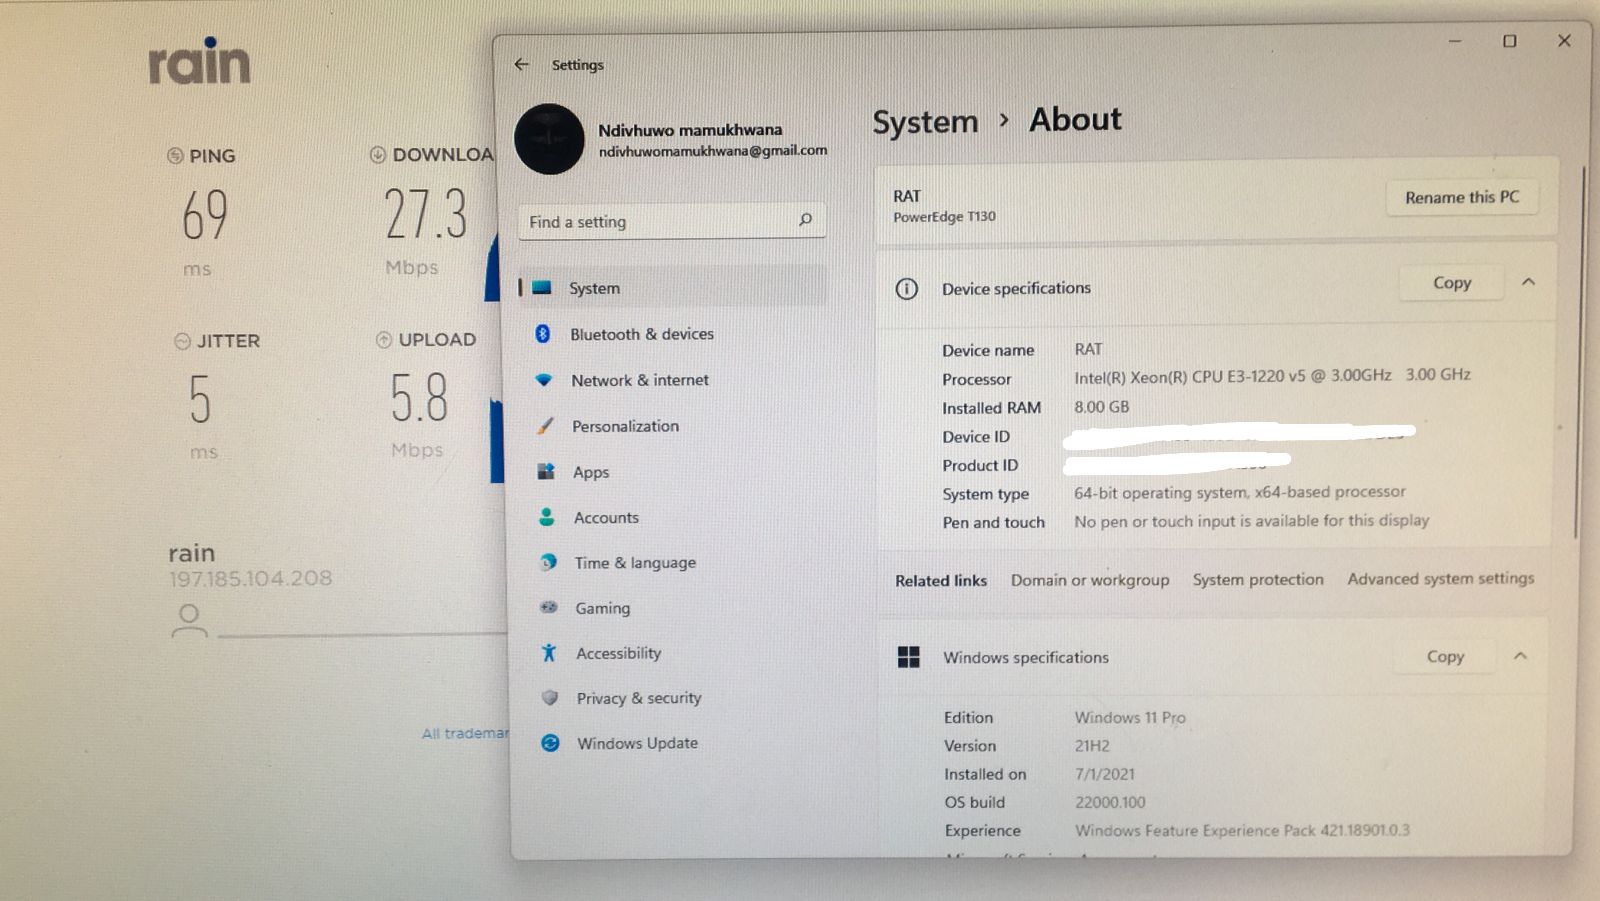 rain
PING
69
ms
DOWNLOA
27.3
Mbps
JITTER
5
ms
UPLOAD
5.8
Mbps
rain
197.185.104.208
All trademar
Settings
Ndivhuwo mamukhwana
ndivhuwomamukhwana@gmail.com
Find a setting
System
Bluetooth & devices
Network & internet
Personalization
Apps
Accounts
Time & language
Gaming
Accessibility
Privacy & security
Windows Update
System > About
RAT
PowerEdge T130
Rename this PC
Device specifications
Copy
Device name RAT
Processor Intel(R) Xeon(R) CPU E3-1220 v5 @ 3.00GHz 3.00 GHz
Installed RAM 8.00 GB
Device ID
Product ID
System type 64-bit operating system, x64-based processor
Pen and touch No pen or touch input is available for this display
Related links Domain or workgroup System protection Advanced system settings
Windows specifications
Copy
Edition Windows 11 Pro
Version 21H2
Installed on 7/1/2021
OS build 22000.100
Experience Windows Feature Experience Pack 421.18901.0.3